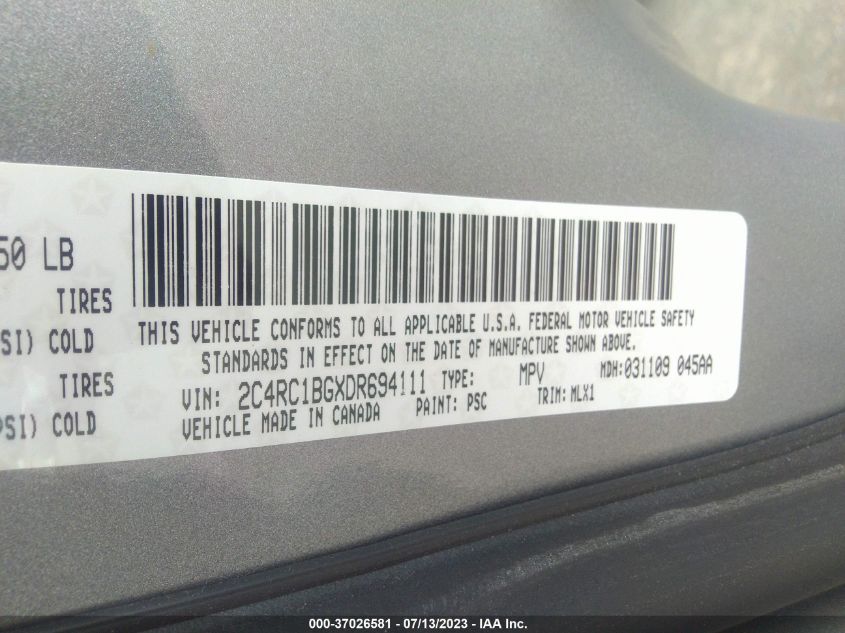 50 LB
TIRES
SI) COLD
TIRES
PSI) COLD
THIS VEHICLE CONFORMS TO ALL APPLICABLE U.S.A. FEDERAL MOTOR VEHICLE SAFETY
STANDARDS IN EFFECT ON THE DATE OF MANUFACTURE SHOWN ABOVE.
VIN: 2C4RC1BGXDR694111 TYPE: MPV MDH:031109 045AA
VEHICLE MADE IN CANADA PAINT: PSC TRIM: MLX1
000-37026581 - 07/13/2023 - IAA Inc.